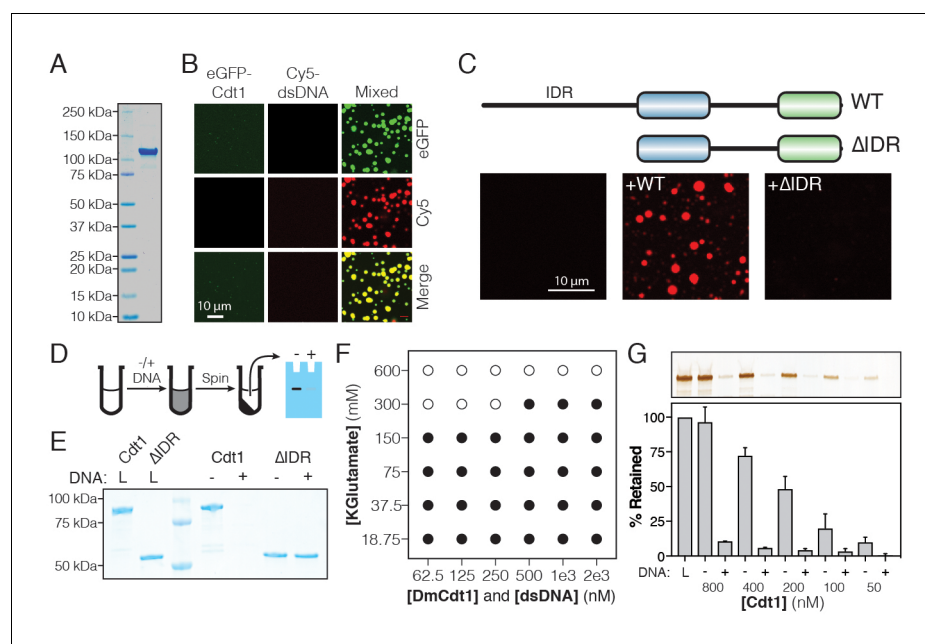 A
250 kDa
150 kDa
100 kDa
75 kDa
50 kDa
37 kDa
25 kDa
20 kDa
15 kDa
10 kDa
B
eGFP-
Cdt1
Cy5-
dsDNA
Mixed
eGFP
Cy5
Merge
10 µm
C
IDR
WT
ΔIDR
+WT
+ΔIDR
10 µm
D
-/+
DNA
Spin
- +
E
Cdt1
ΔIDR
Cdt1
ΔIDR
DNA: L L - + - +
100 kDa
75 kDa
50 kDa
F
[KGlutamate] (mM)
600
300
150
75
37.5
18.75
62.5 125 250 500 1e3 2e3
[DmCdt1] and [dsDNA] (nM)
G
% Retained
100
75
50
25
0
DNA: L - + - + - + - + - +
800 400 200 100 50
[Cdt1] (nM)